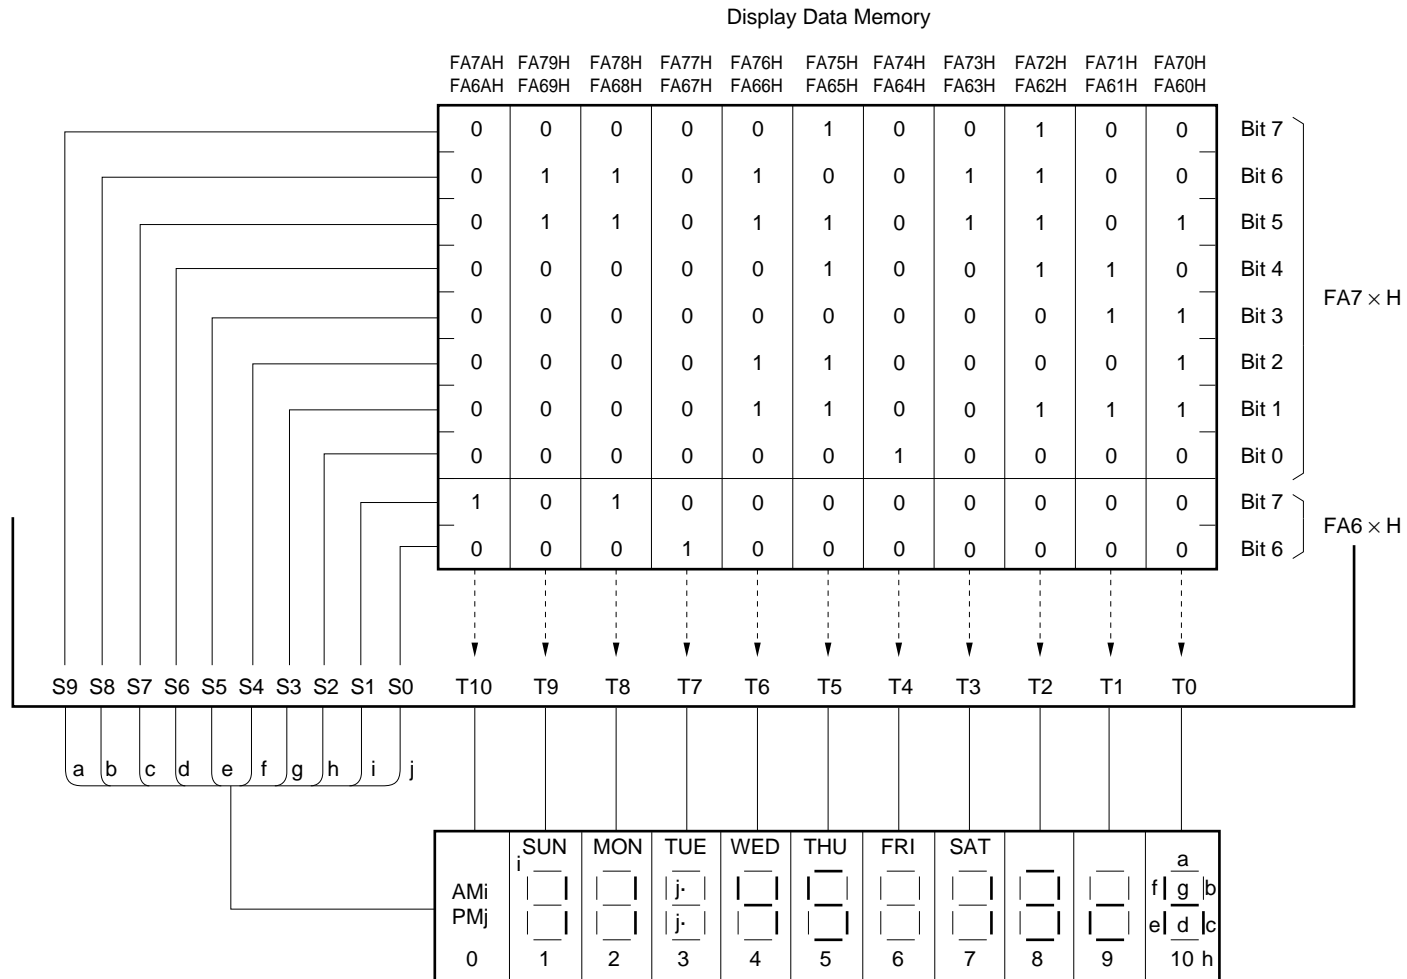 Display Data Memory
FA7AH FA79H FA78H FA77H FA76H FA75H FA74H FA73H FA72H FA71H FA70H
FA6AH FA69H FA68H FA67H FA66H FA65H FA64H FA63H FA62H FA61H FA60H
0 0 0 0 0 1 0 0 1 0 0 Bit 7
0 1 1 0 1 0 0 1 1 0 0 Bit 6
0 1 1 0 1 1 0 1 1 0 1 Bit 5
0 0 0 0 0 1 0 0 1 1 0 Bit 4
FA7 × H
0 0 0 0 0 0 0 0 0 1 1 Bit 3
0 0 0 0 1 1 0 0 0 0 1 Bit 2
0 0 0 0 1 1 0 0 1 1 1 Bit 1
0 0 0 0 0 0 1 0 0 0 0 Bit 0
1 0 1 0 0 0 0 0 0 0 0 Bit 7
FA6 × H
0 0 0 1 0 0 0 0 0 0 0 Bit 6
S9 S8 S7 S6 S5 S4 S3 S2 S1 S0 T10 T9 T8 T7 T6 T5 T4 T3 T2 T1 T0
a b c d e f g h i j
SUN MON TUE WED THU FRI SAT
i a
AMi j. f g b
PMj j. e d c
0 1 2 3 4 5 6 7 8 9 10 h